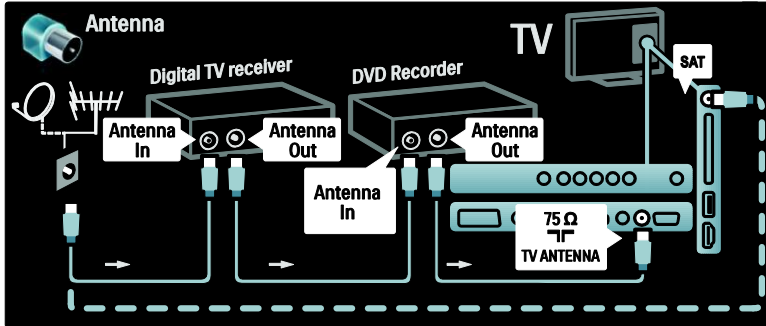 Antenna
TV
Digital TV receiver
DVD Recorder
SAT
Antenna
In
Antenna
Out
Antenna
In
Antenna
Out
75 Ω
TV ANTENNA